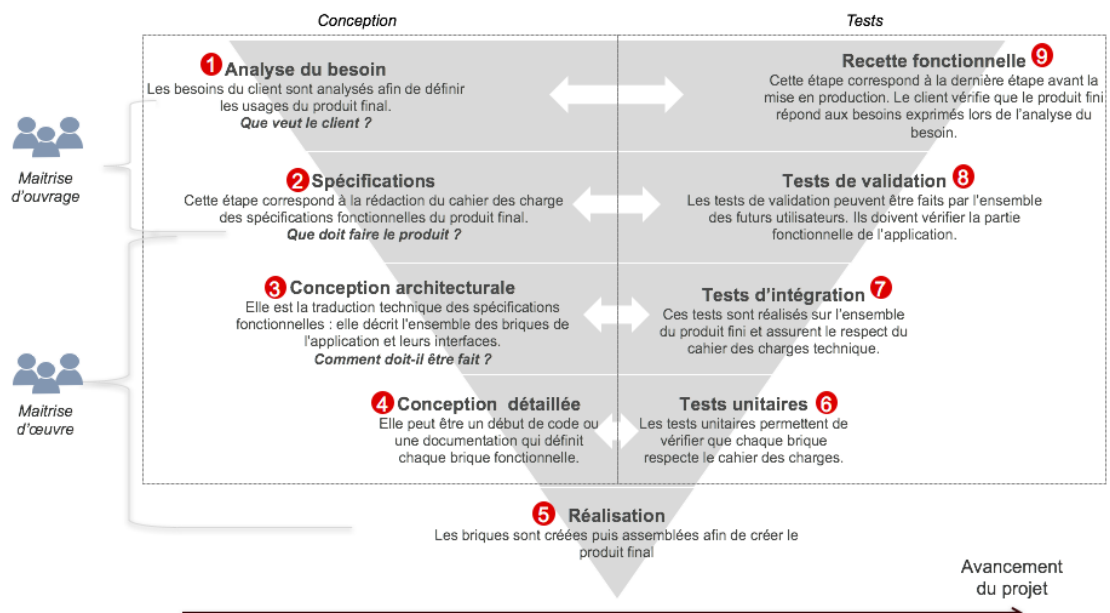 Conception
Tests
1 Analyse du besoin
Les besoins du client sont analysés afin de définir
les usages du produit final.
Que veut le client ?
Recette fonctionnelle 9
Cette étape correspond à la dernière étape avant la
mise en production. Le client vérifie que le produit fini
répond aux besoins exprimés lors de l'analyse du
besoin.
Maitrise
d'ouvrage
2 Spécifications
Cette étape correspond à la rédaction du cahier des charge
des spécifications fonctionnelles du produit final.
Que doit faire le produit ?
Tests de validation 8
Les tests de validation peuvent être faits par l'ensemble
des futurs utilisateurs. Ils doivent vérifier la partie
fonctionnelle de l'application.
3 Conception architecturale
Elle est la traduction technique des spécifications
fonctionnelles : elle décrit l'ensemble des briques de
l'application et leurs interfaces.
Comment doit-il être fait ?
Tests d'intégration 7
Ces tests sont réalisés sur l'ensemble
du produit fini et assurent le respect du
cahier des charges technique.
Maitrise
d'œuvre
4 Conception détaillée
Elle peut être un début de code ou
une documentation qui définit
chaque brique fonctionnelle.
Tests unitaires 6
Les tests unitaires permettent de
vérifier que chaque brique
respecte le cahier des charges.
5 Réalisation
Les briques sont créées puis assemblées afin de créer le
produit final
Avancement
du projet